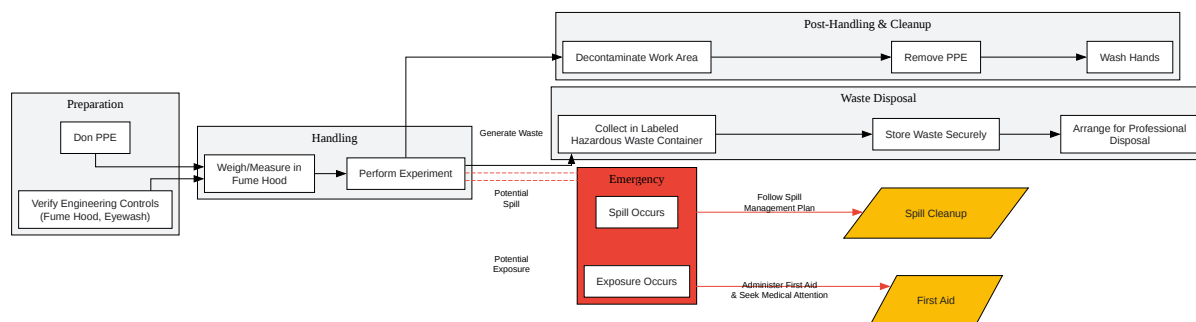 Post-Handling & Cleanup
Decontaminate Work Area
Remove PPE
Wash Hands
Preparation
Don PPE
Verify Engineering Controls
(Fume Hood, Eyewash)
Handling
Weigh/Measure in
Fume Hood
Perform Experiment
Generate Waste
Waste Disposal
Collect in Labeled
Hazardous Waste Container
Store Waste Securely
Arrange for Professional
Disposal
Potential
Spill
Potential
Exposure
Emergency
Spill Occurs
Exposure Occurs
Follow Spill
Management Plan
Spill Cleanup
Administer First Aid
& Seek Medical Attention
First Aid